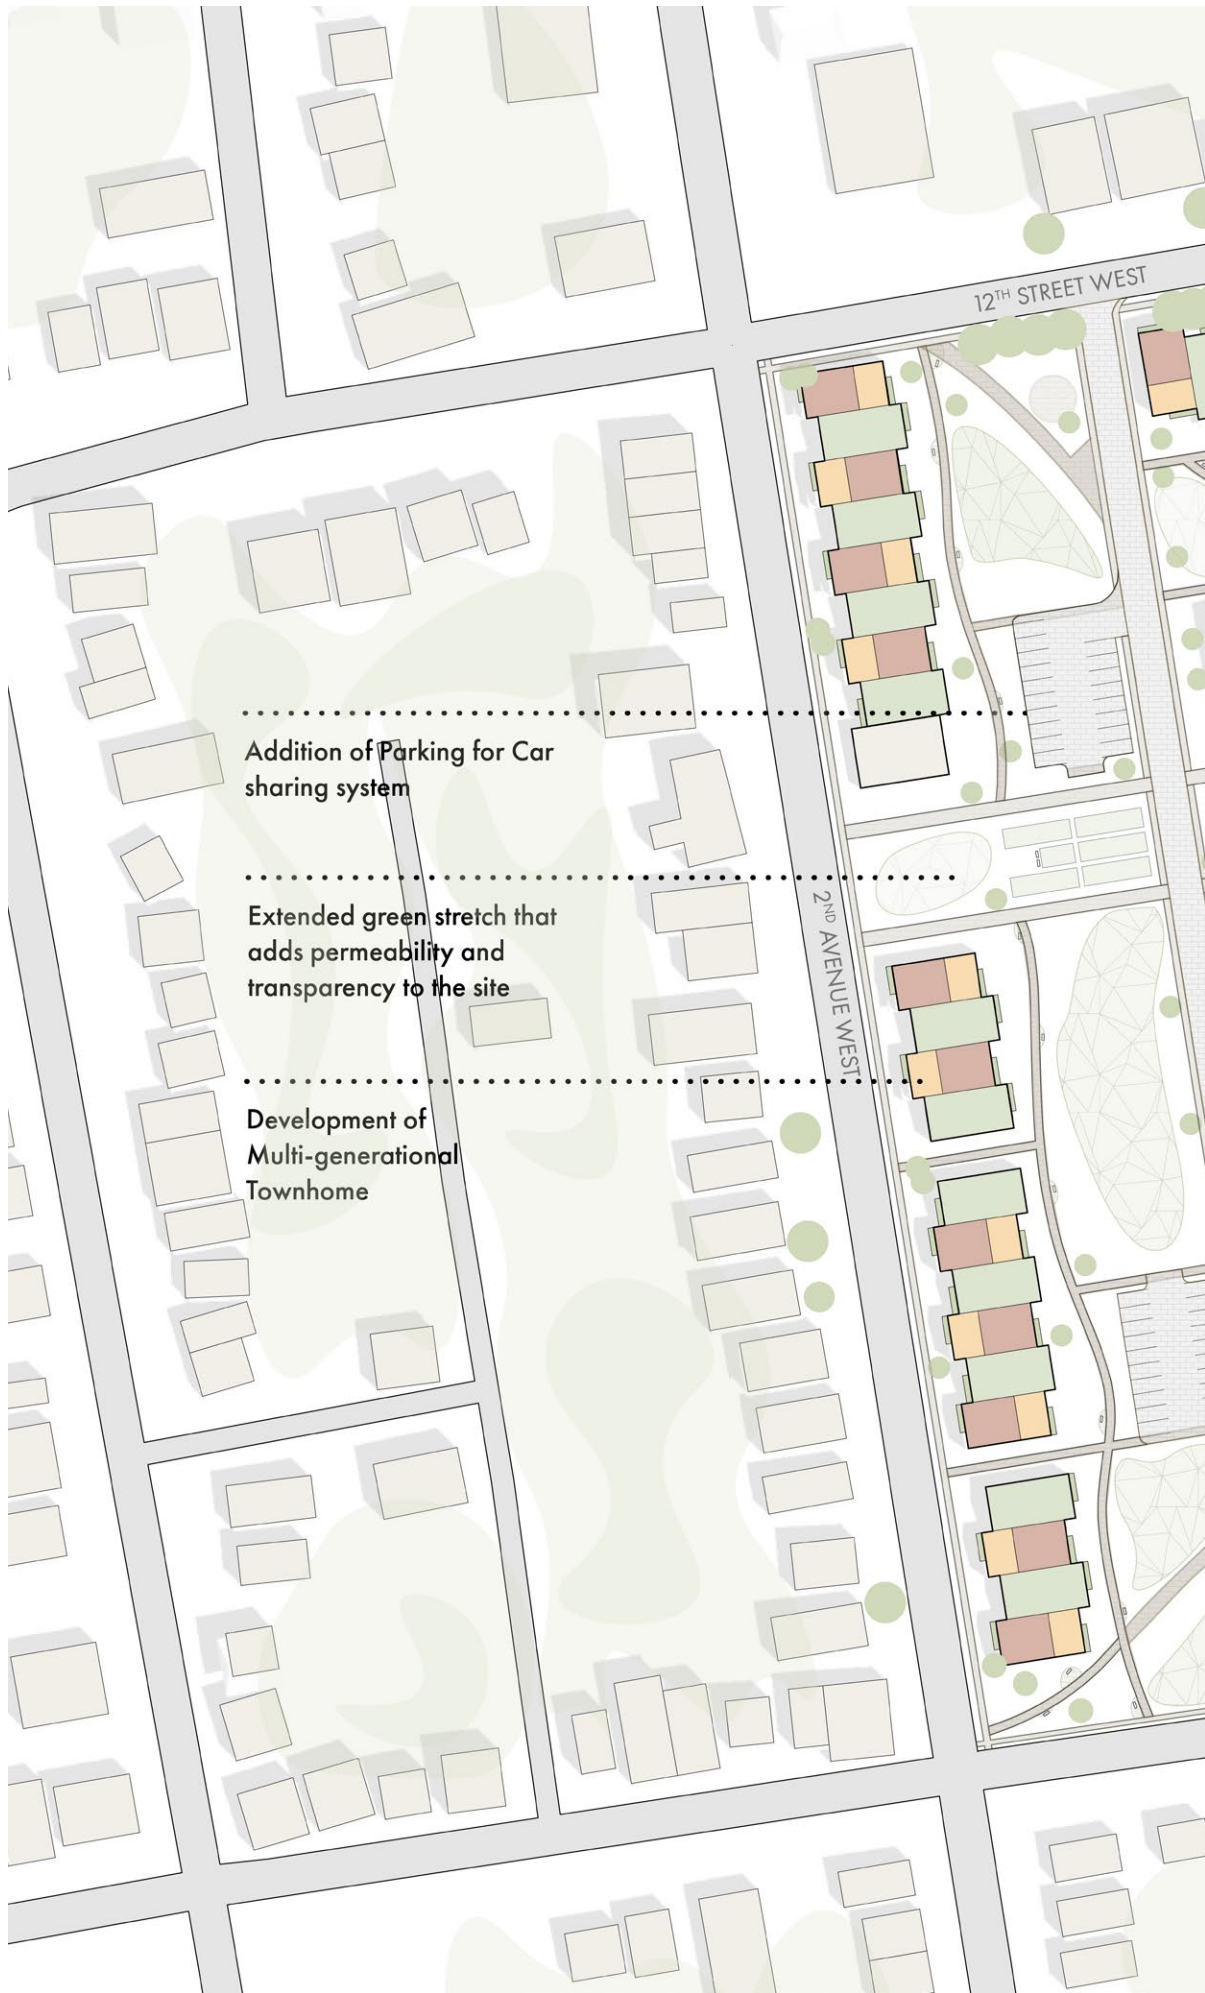 12TH STREET WEST
Addition of Parking for Car
sharing system
2ND AVENUE WEST
Extended green stretch that
adds permeability and
transparency to the site
Development of
Multi-generational
Townhome